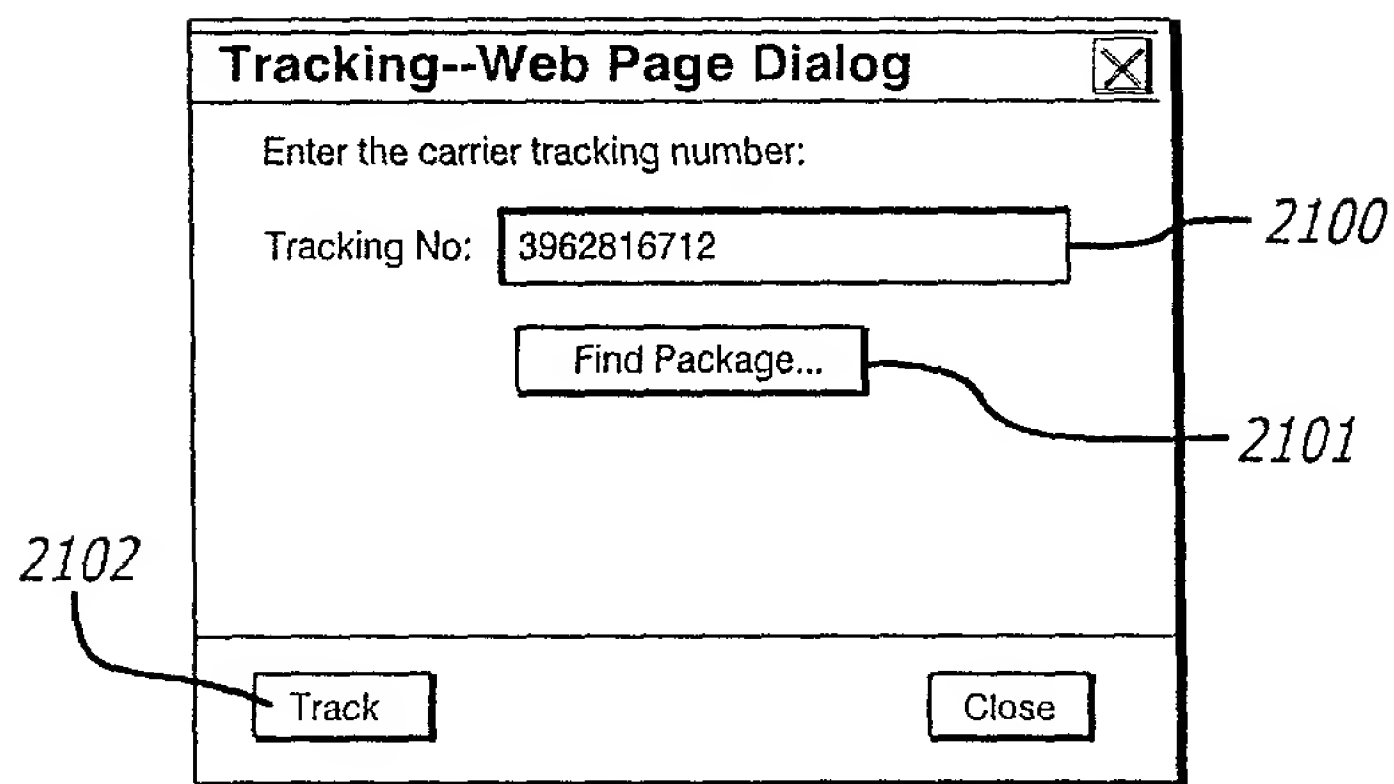 Tracking--Web Page Dialog
Enter the carrier tracking number:
Tracking No: 3962816712
2100
Find Package...
2101
2102
Track Close